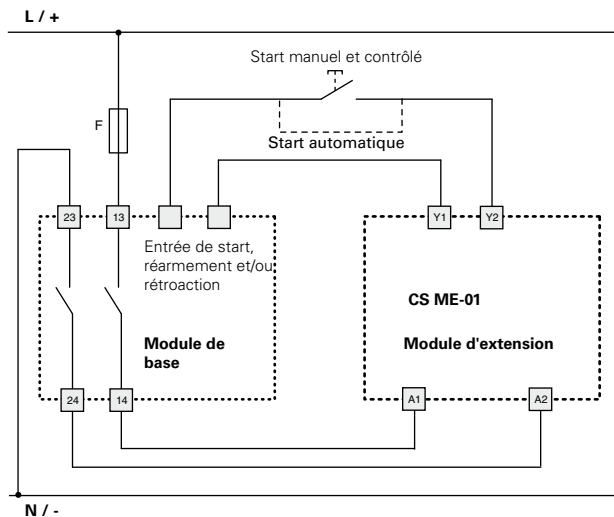 L / +
Start manuel et contrôlé
F
Start automatique
23
13
Y1
Y2
Entrée de start,
réarmement et/ou
rétroaction
CS ME-01
Module de
base
Module d'extension
24
14
A1
A2
N / -